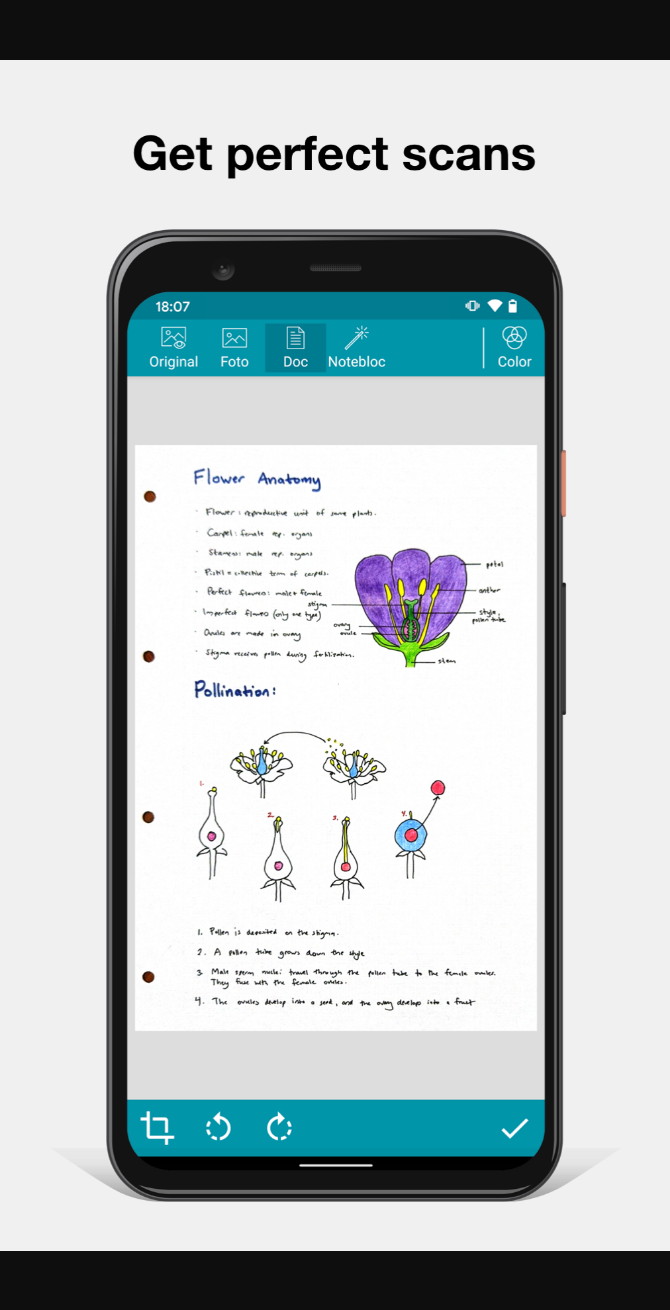 Get perfect scans
18:07
Original Foto Doc Notebloc Color
Flower Anatomy
· Flower: reproductive unit of some plants.
· Carpel: female rep. organs
· Stamens: male rep. organs
· Pistil = collective term of carpels.
· Perfect flowers: male + female
· Imperfect flowers (only one type)
· Ovules are made in ovary
· Stigma receives pollen during fertilization.
petal
anther
stigma
style,
pollen tube
ovary
ovule
stem
Pollination:
1.
2.
3.
4.
1. Pollen is deposited on the stigma.
2. A pollen tube grows down the style
3. Male sperm nuclei travel through the pollen tube to the female ovules.
They fuse with the female ovules.
4. The ovules develop into a seed, and the ovary develops into a fruit